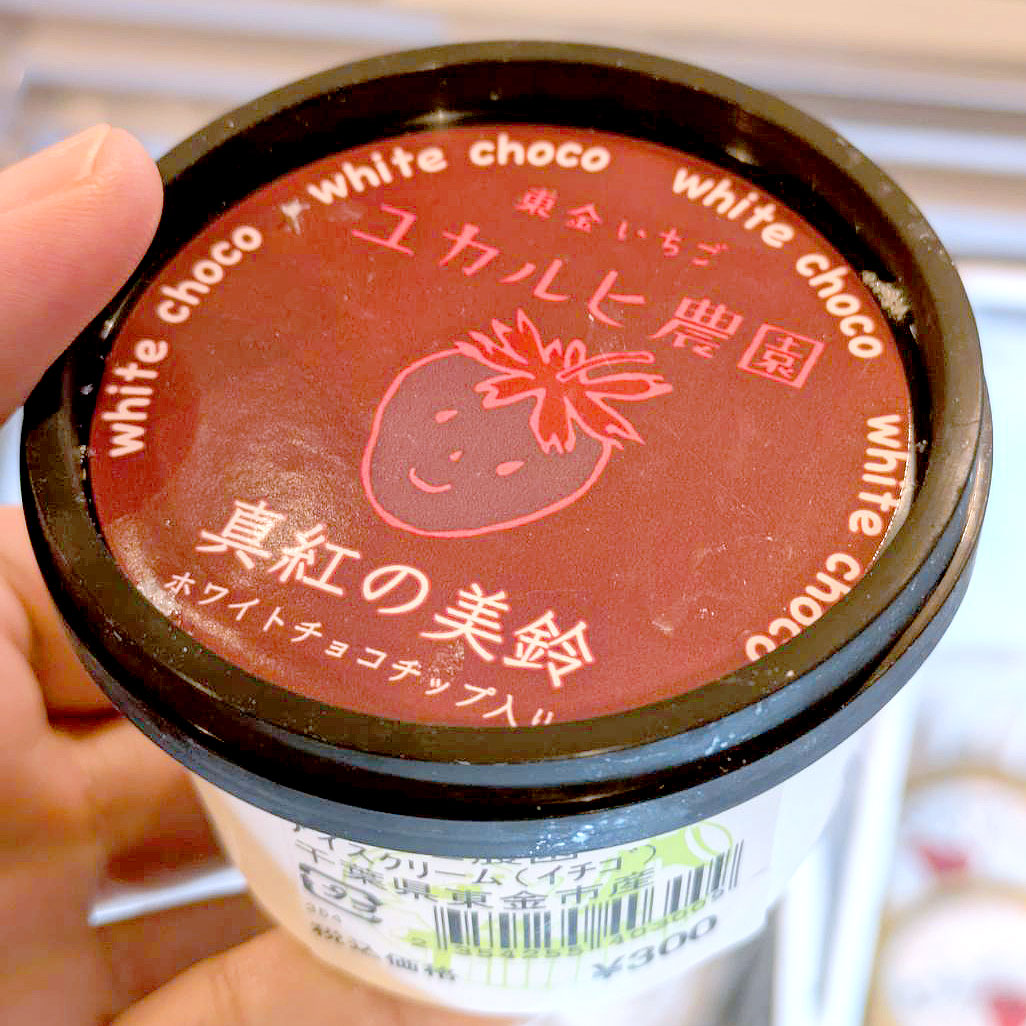 white choco white choco white choco white choco
東金いちご
ユカルヒ農園
真紅の美鈴
ホワイトチョコチップ入り
アイスクリーム(イチゴ)
千葉県東金市産
税込価格
¥300